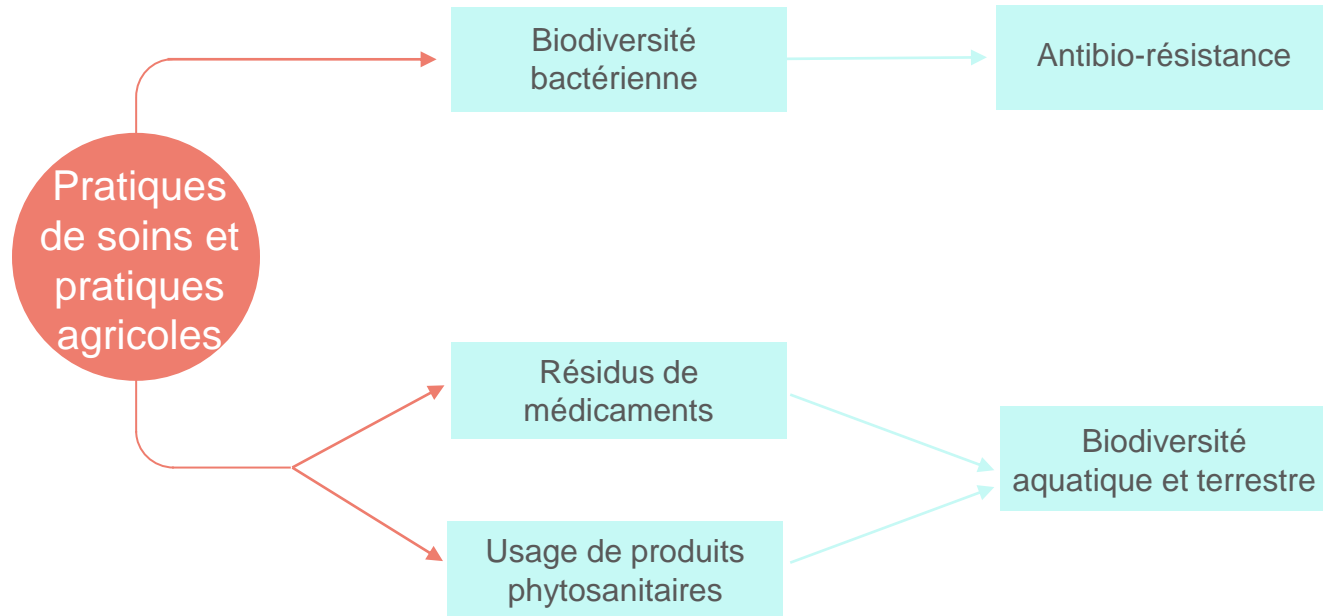 Biodiversité
bactérienne
Antibio-résistance
Pratiques
de soins et
pratiques
agricoles
Résidus de
médicaments
Biodiversité
aquatique et terrestre
Usage de produits
phytosanitaires